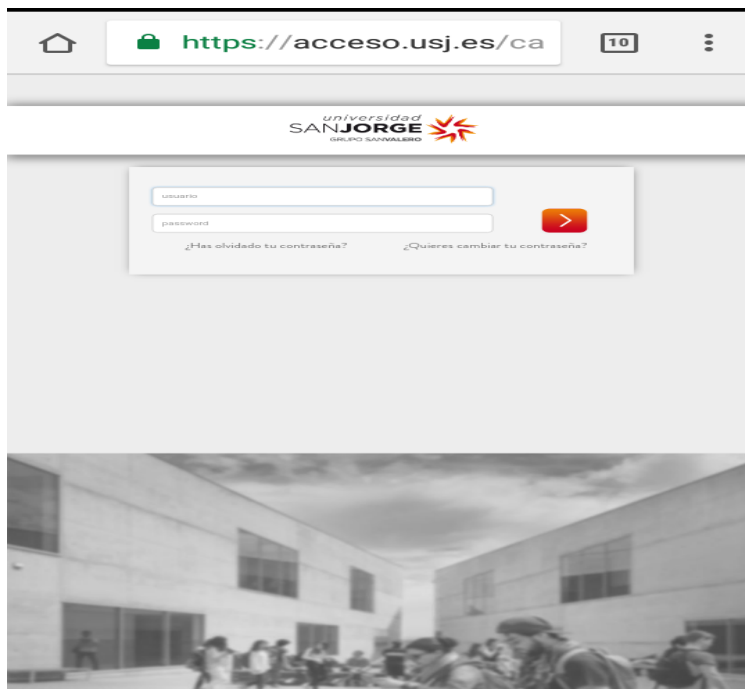 https://acceso.usj.es/ca
10
universidad
SANJORGE
GRUPO SANVALERO
usuario
password
>
¿Has olvidado tu contraseña?
¿Quieres cambiar tu contraseña?